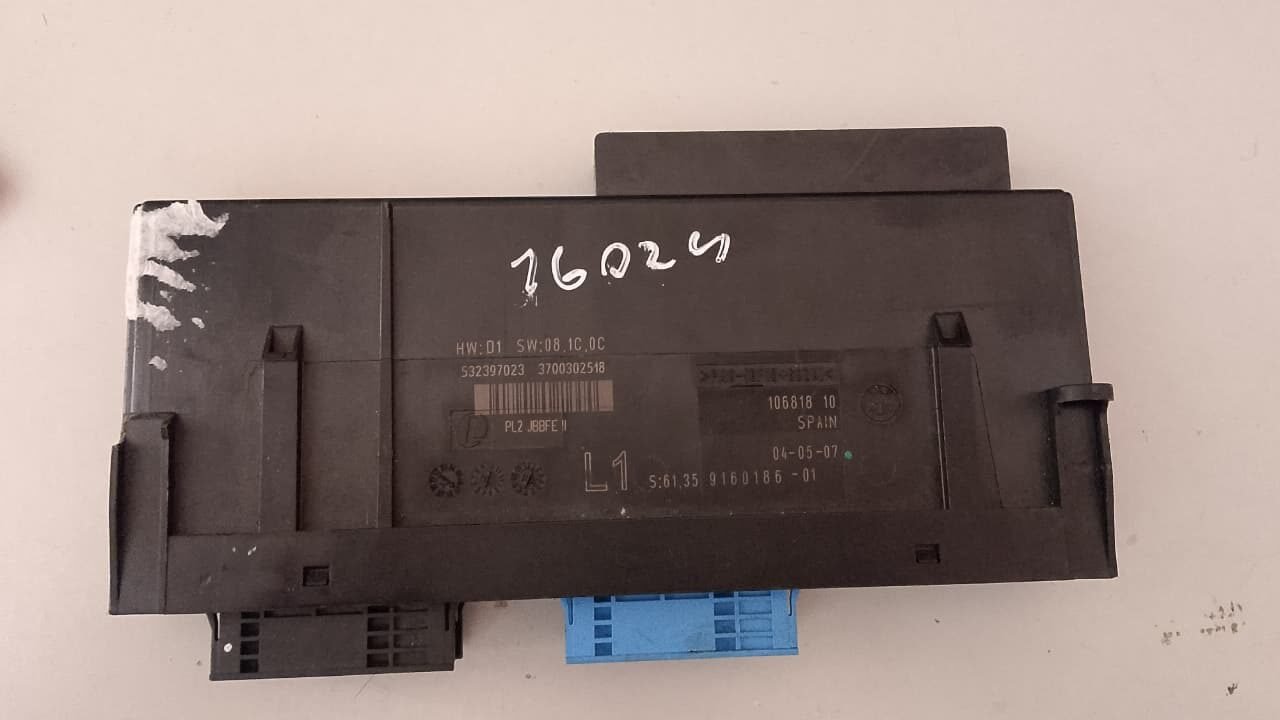 16024
HW:D1 SW:08.1C.0C
532397023 3700302518
PL2 JBBFE II
106818 10
SPAIN
04-05-07
L1
S:61.35 9160186-01